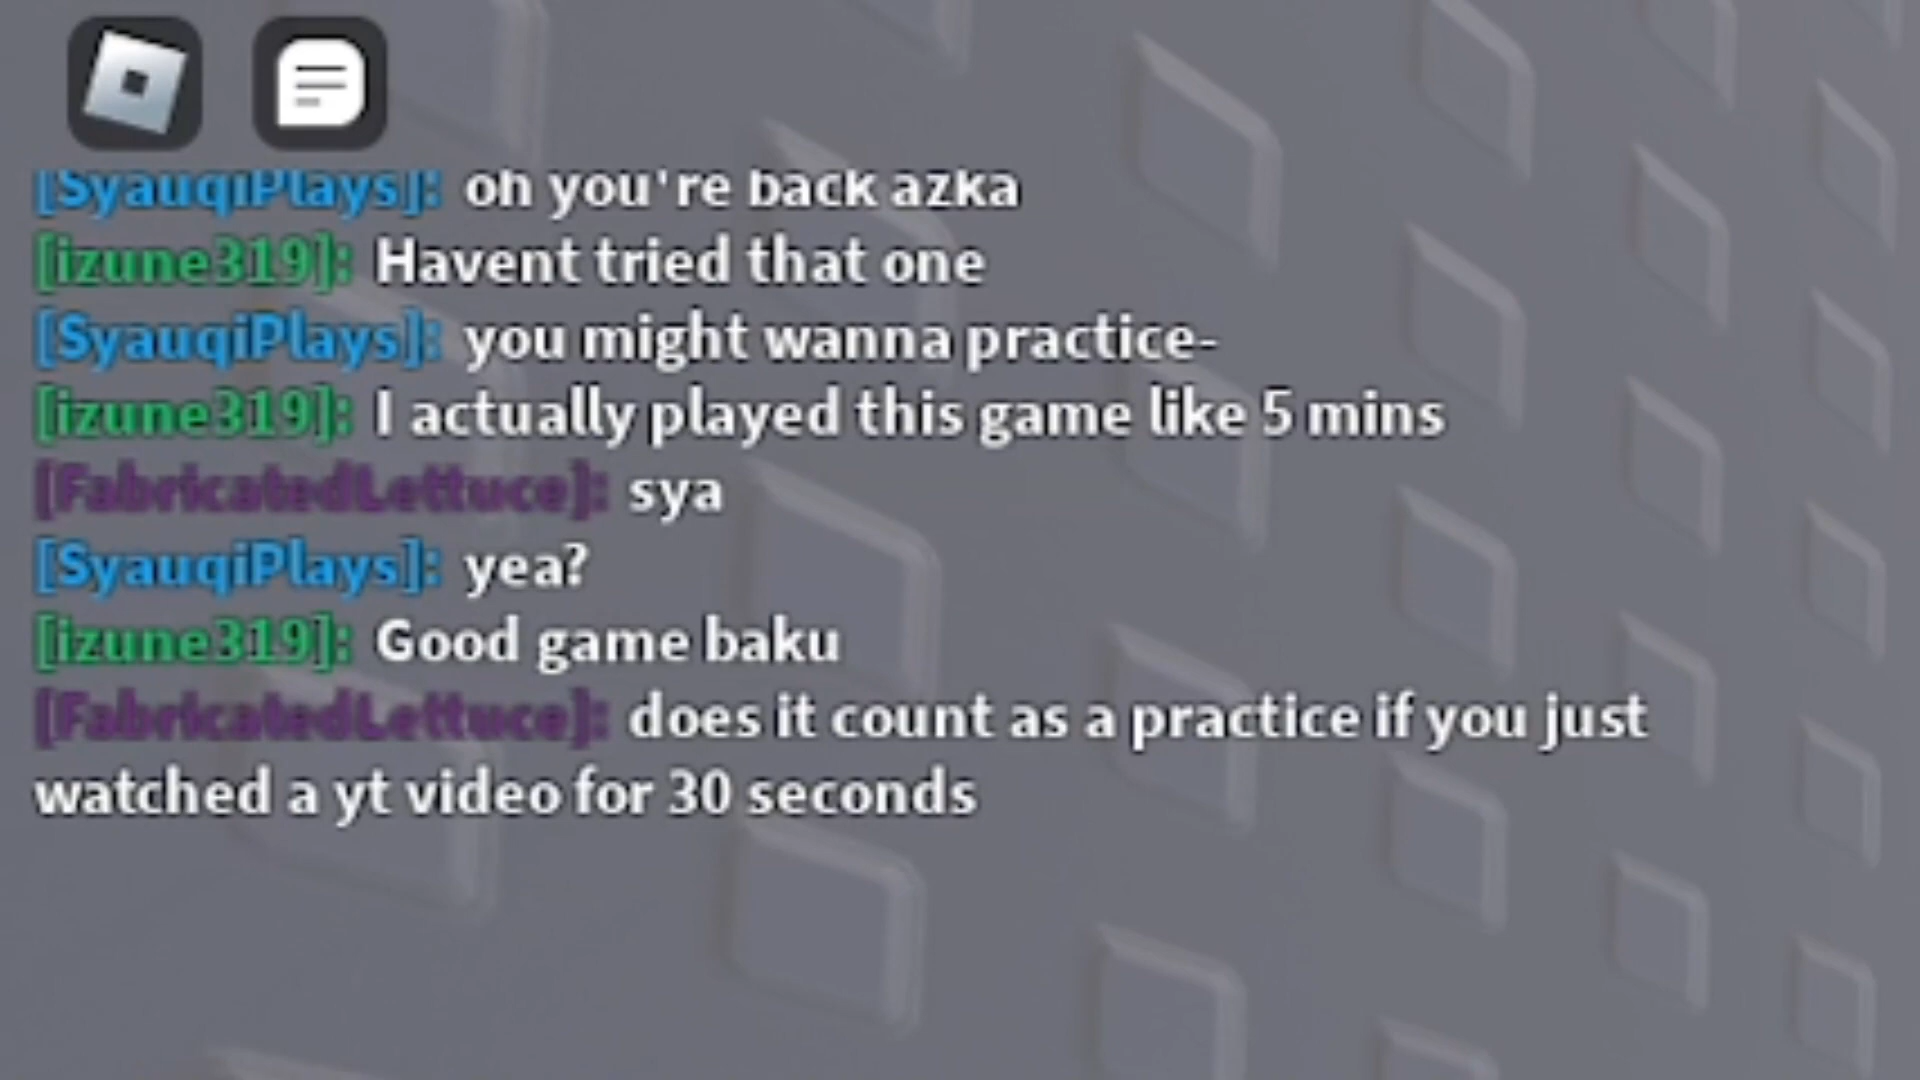 [SyauqiPlays]: oh you're back azka
[izune319]: Havent tried that one
[SyauqiPlays]: you might wanna practice-
[izune319]: I actually played this game like 5 mins
[FabricatedLettuce]: sya
[SyauqiPlays]: yea?
[izune319]: Good game baku
[FabricatedLettuce]: does it count as a practice if you just
watched a yt video for 30 seconds